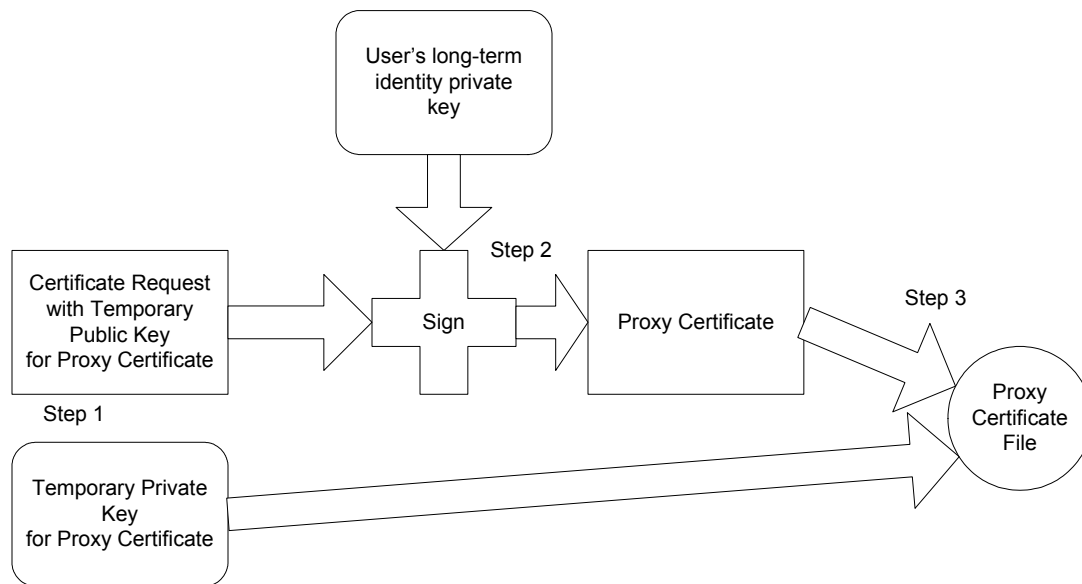 User’s long-term
identity private
key
Step 2
Certificate Request
with Temporary
Public Key
for Proxy Certificate
Sign
Proxy Certificate
Step 3
Step 1
Proxy
Certificate
File
Temporary Private
Key
for Proxy Certificate